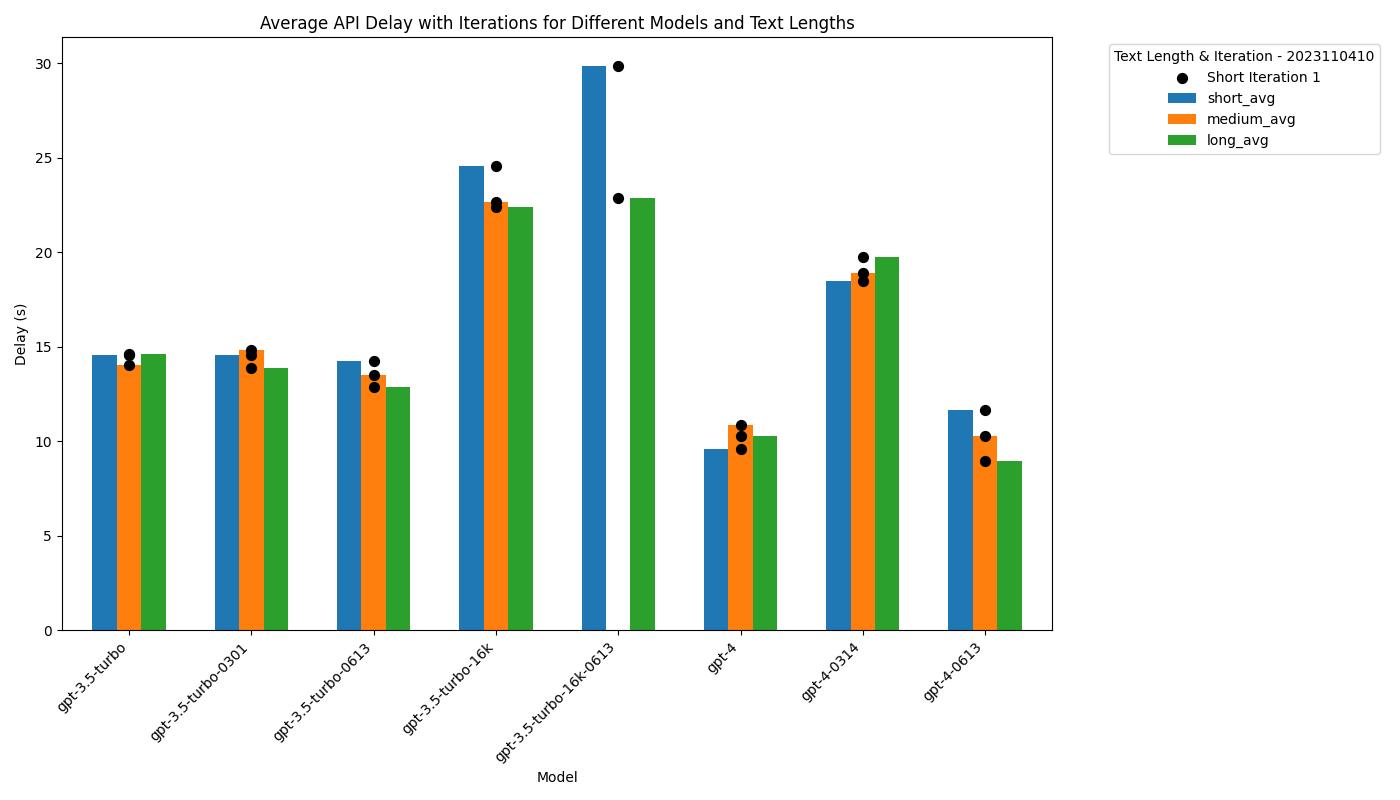 Average API Delay with Iterations for Different Models and Text Lengths
Text Length & Iteration - 2023110410
Short Iteration 1
short_avg
medium_avg
long_avg
Delay (s)
30
25
20
15
10
5
0
gpt-3.5-turbo
gpt-3.5-turbo-0301
gpt-3.5-turbo-0613
gpt-3.5-turbo-16k
gpt-3.5-turbo-16k-0613
gpt-4
gpt-4-0314
gpt-4-0613
Model